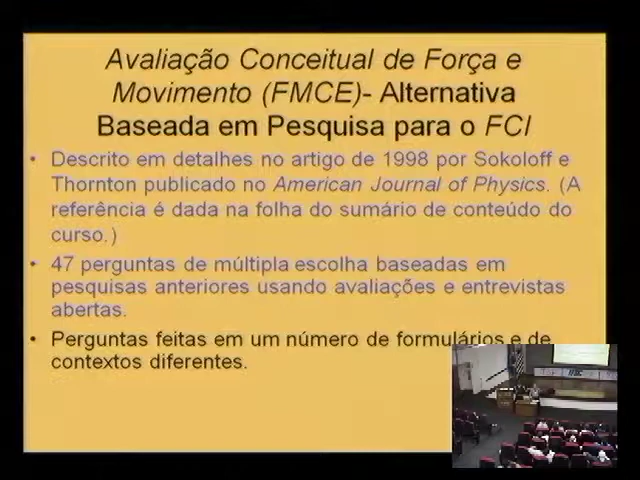 Avaliação Conceitual de Força e
Movimento (FMCE)- Alternativa
Baseada em Pesquisa para o FCI
• Descrito em detalhes no artigo de 1998 por Sokoloff e
Thornton publicado no American Journal of Physics. (A
referência é dada na folha do sumário de conteúdo do
curso.)
• 47 perguntas de múltipla escolha baseadas em
pesquisas anteriores usando avaliações e entrevistas
abertas.
• Perguntas feitas em um número de formulários e de
contextos diferentes.